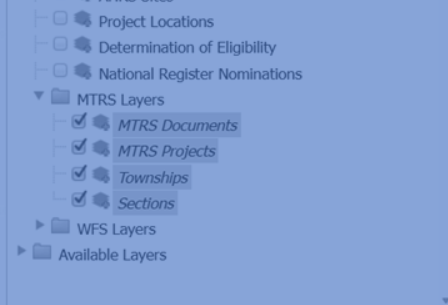 Project Locations
Determination of Eligibility
National Register Nominations
MTRS Layers
MTRS Documents
MTRS Projects
Townships
Sections
WFS Layers
Available Layers